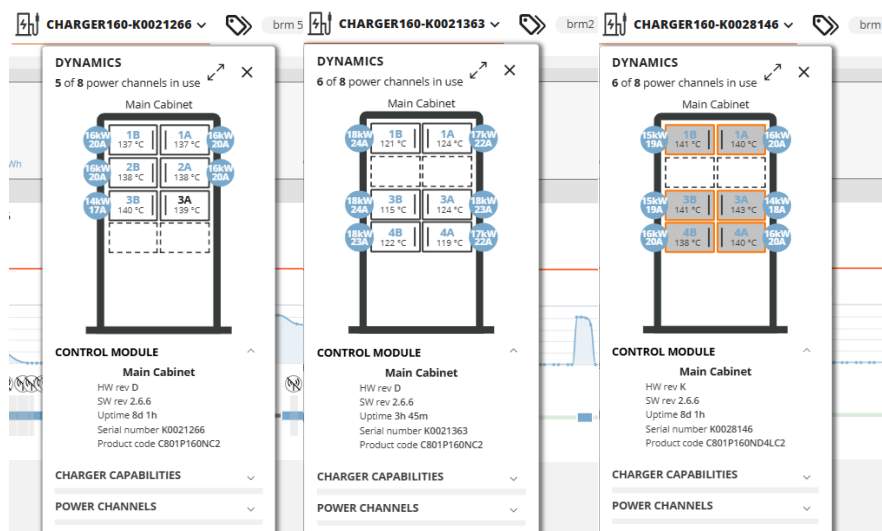 CHARGER160-K0021266
brm 5
DYNAMICS
5 of 8 power channels in use
Main Cabinet
16kW 20A
1B 137 °C
1A 137 °C
16kW 20A
16kW 20A
2B 138 °C
2A 138 °C
16kW 20A
14kW 17A
3B 140 °C
3A 139 °C
CONTROL MODULE
Main Cabinet
HW rev D
SW rev 2.6.6
Uptime 8d 1h
Serial number K0021266
Product code C801P160NC2
CHARGER CAPABILITIES
POWER CHANNELS
Wh
CHARGER160-K0021363
brm2
DYNAMICS
6 of 8 power channels in use
Main Cabinet
18kW 24A
1B 121 °C
1A 124 °C
17kW 22A
18kW 24A
3B 115 °C
3A 124 °C
18kW 23A
18kW 23A
4B 122 °C
4A 119 °C
17kW 22A
CONTROL MODULE
Main Cabinet
HW rev D
SW rev 2.6.6
Uptime 3h 45m
Serial number K0021363
Product code C801P160NC2
CHARGER CAPABILITIES
POWER CHANNELS
CHARGER160-K0028146
brm
DYNAMICS
6 of 8 power channels in use
Main Cabinet
15kW 19A
1B 141 °C
1A 140 °C
16kW 20A
15kW 19A
3B 141 °C
3A 143 °C
14kW 18A
16kW 20A
4B 138 °C
4A 140 °C
16kW 20A
CONTROL MODULE
Main Cabinet
HW rev K
SW rev 2.6.6
Uptime 8d 1h
Serial number K0028146
Product code C801P160ND4LC2
CHARGER CAPABILITIES
POWER CHANNELS